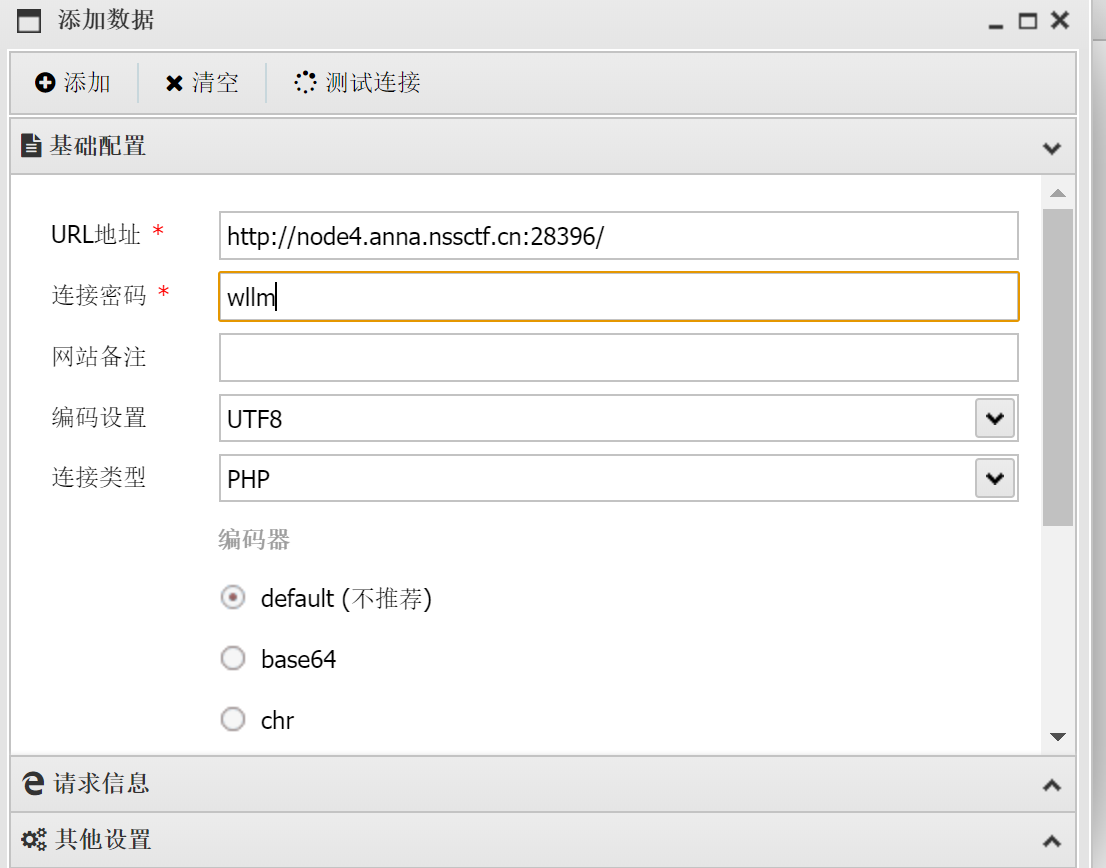 添加数据
添加 清空 测试连接
基础配置
URL地址 * http://node4.anna.nssctf.cn:28396/
连接密码 * wllm
网站备注
编码设置 UTF8
连接类型 PHP
编码器
default (不推荐)
base64
chr
请求信息
其他设置